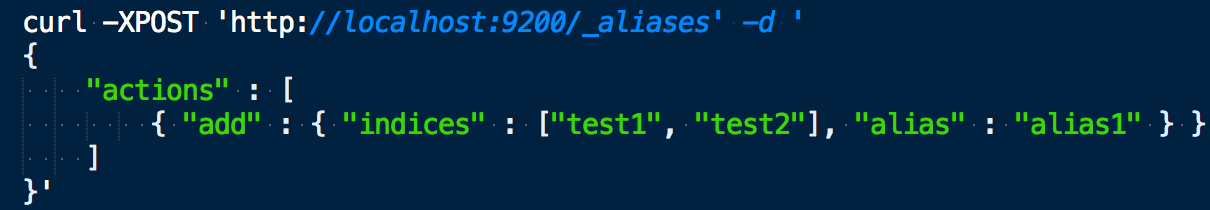 curl -XPOST 'http://localhost:9200/_aliases' -d '
{
    "actions" : [
        { "add" : { "indices" : ["test1", "test2"], "alias" : "alias1" } }
    ]
}'